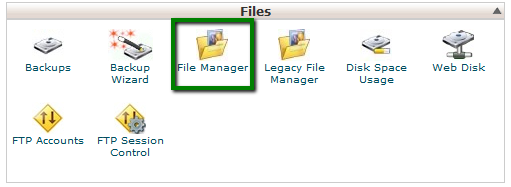 Files
Backups
Backup
Wizard
File Manager
Legacy File
Manager
Disk Space
Usage
Web Disk
FTP Accounts
FTP Session
Control